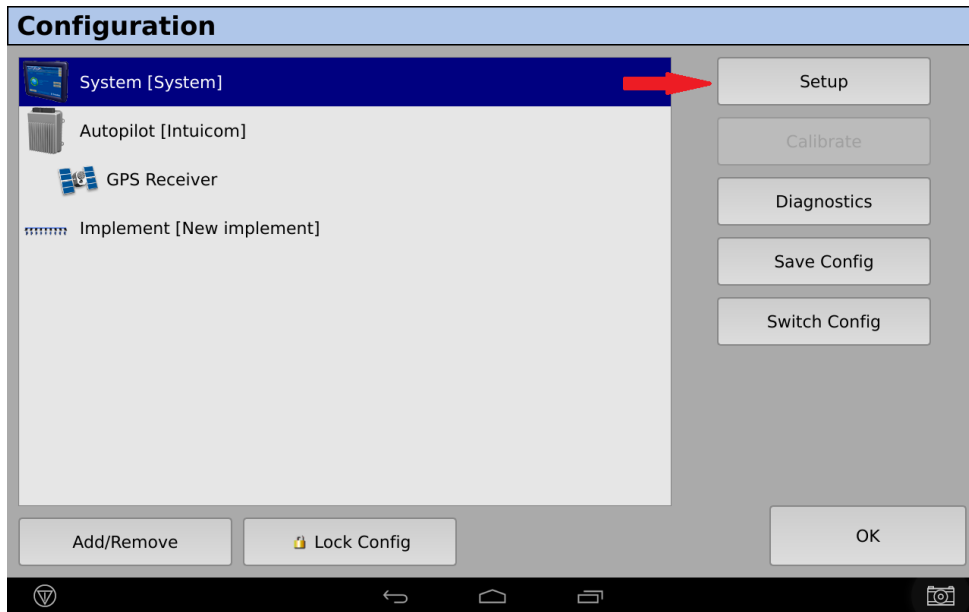 Configuration
System [System]
Autopilot [Intuicom]
GPS Receiver
Implement [New implement]
Setup
Calibrate
Diagnostics
Save Config
Switch Config
Add/Remove
Lock Config
OK